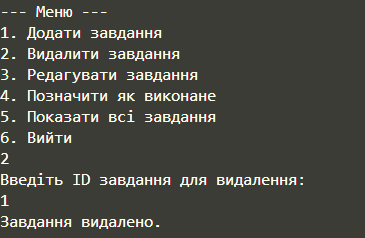 --- Меню ---
1. Додати завдання
2. Видалити завдання
3. Редагувати завдання
4. Позначити як виконане
5. Показати всі завдання
6. Вийти
2
Введіть ID завдання для видалення:
1
Завдання видалено.